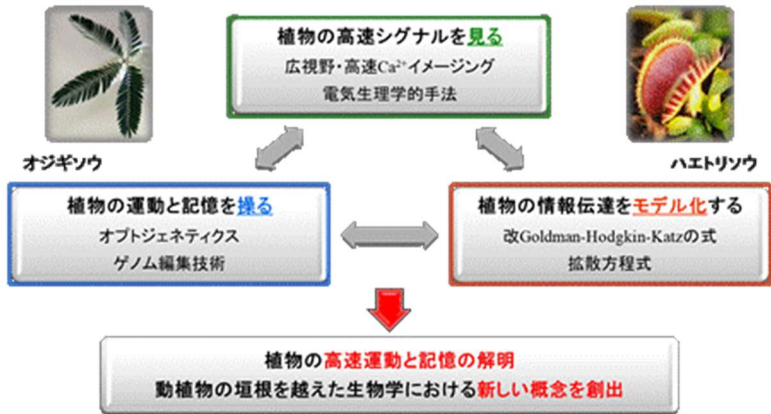 植物の高速シグナルを見る
広視野・高速Ca²⁺イメージング
電気生理学的手法
オジギソウ
ハエトリソウ
植物の運動と記憶を操る
オプトジェネティクス
ゲノム編集技術
植物の情報伝達をモデル化する
改Goldman-Hodgkin-Katzの式
拡散方程式
植物の高速運動と記憶の解明
動植物の垣根を越えた生物学における新しい概念を創出